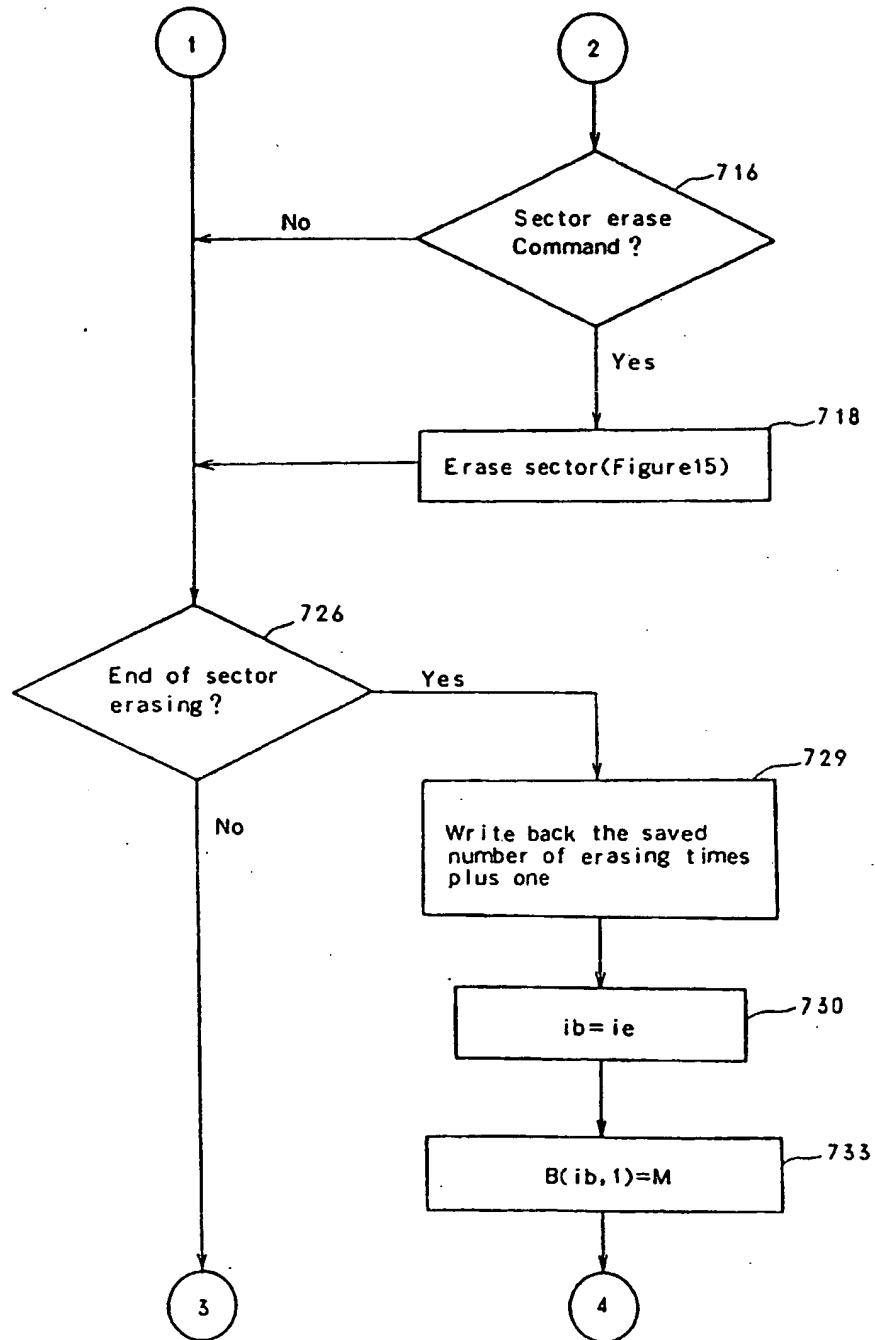 1
2
716
Sector erase
Command?
No
Yes
718
Erase sector(Figure15)
726
End of sector
erasing?
Yes
729
No
Write back the saved
number of erasing times
plus one
730
ib=ie
733
B(ib,1)=M
3
4